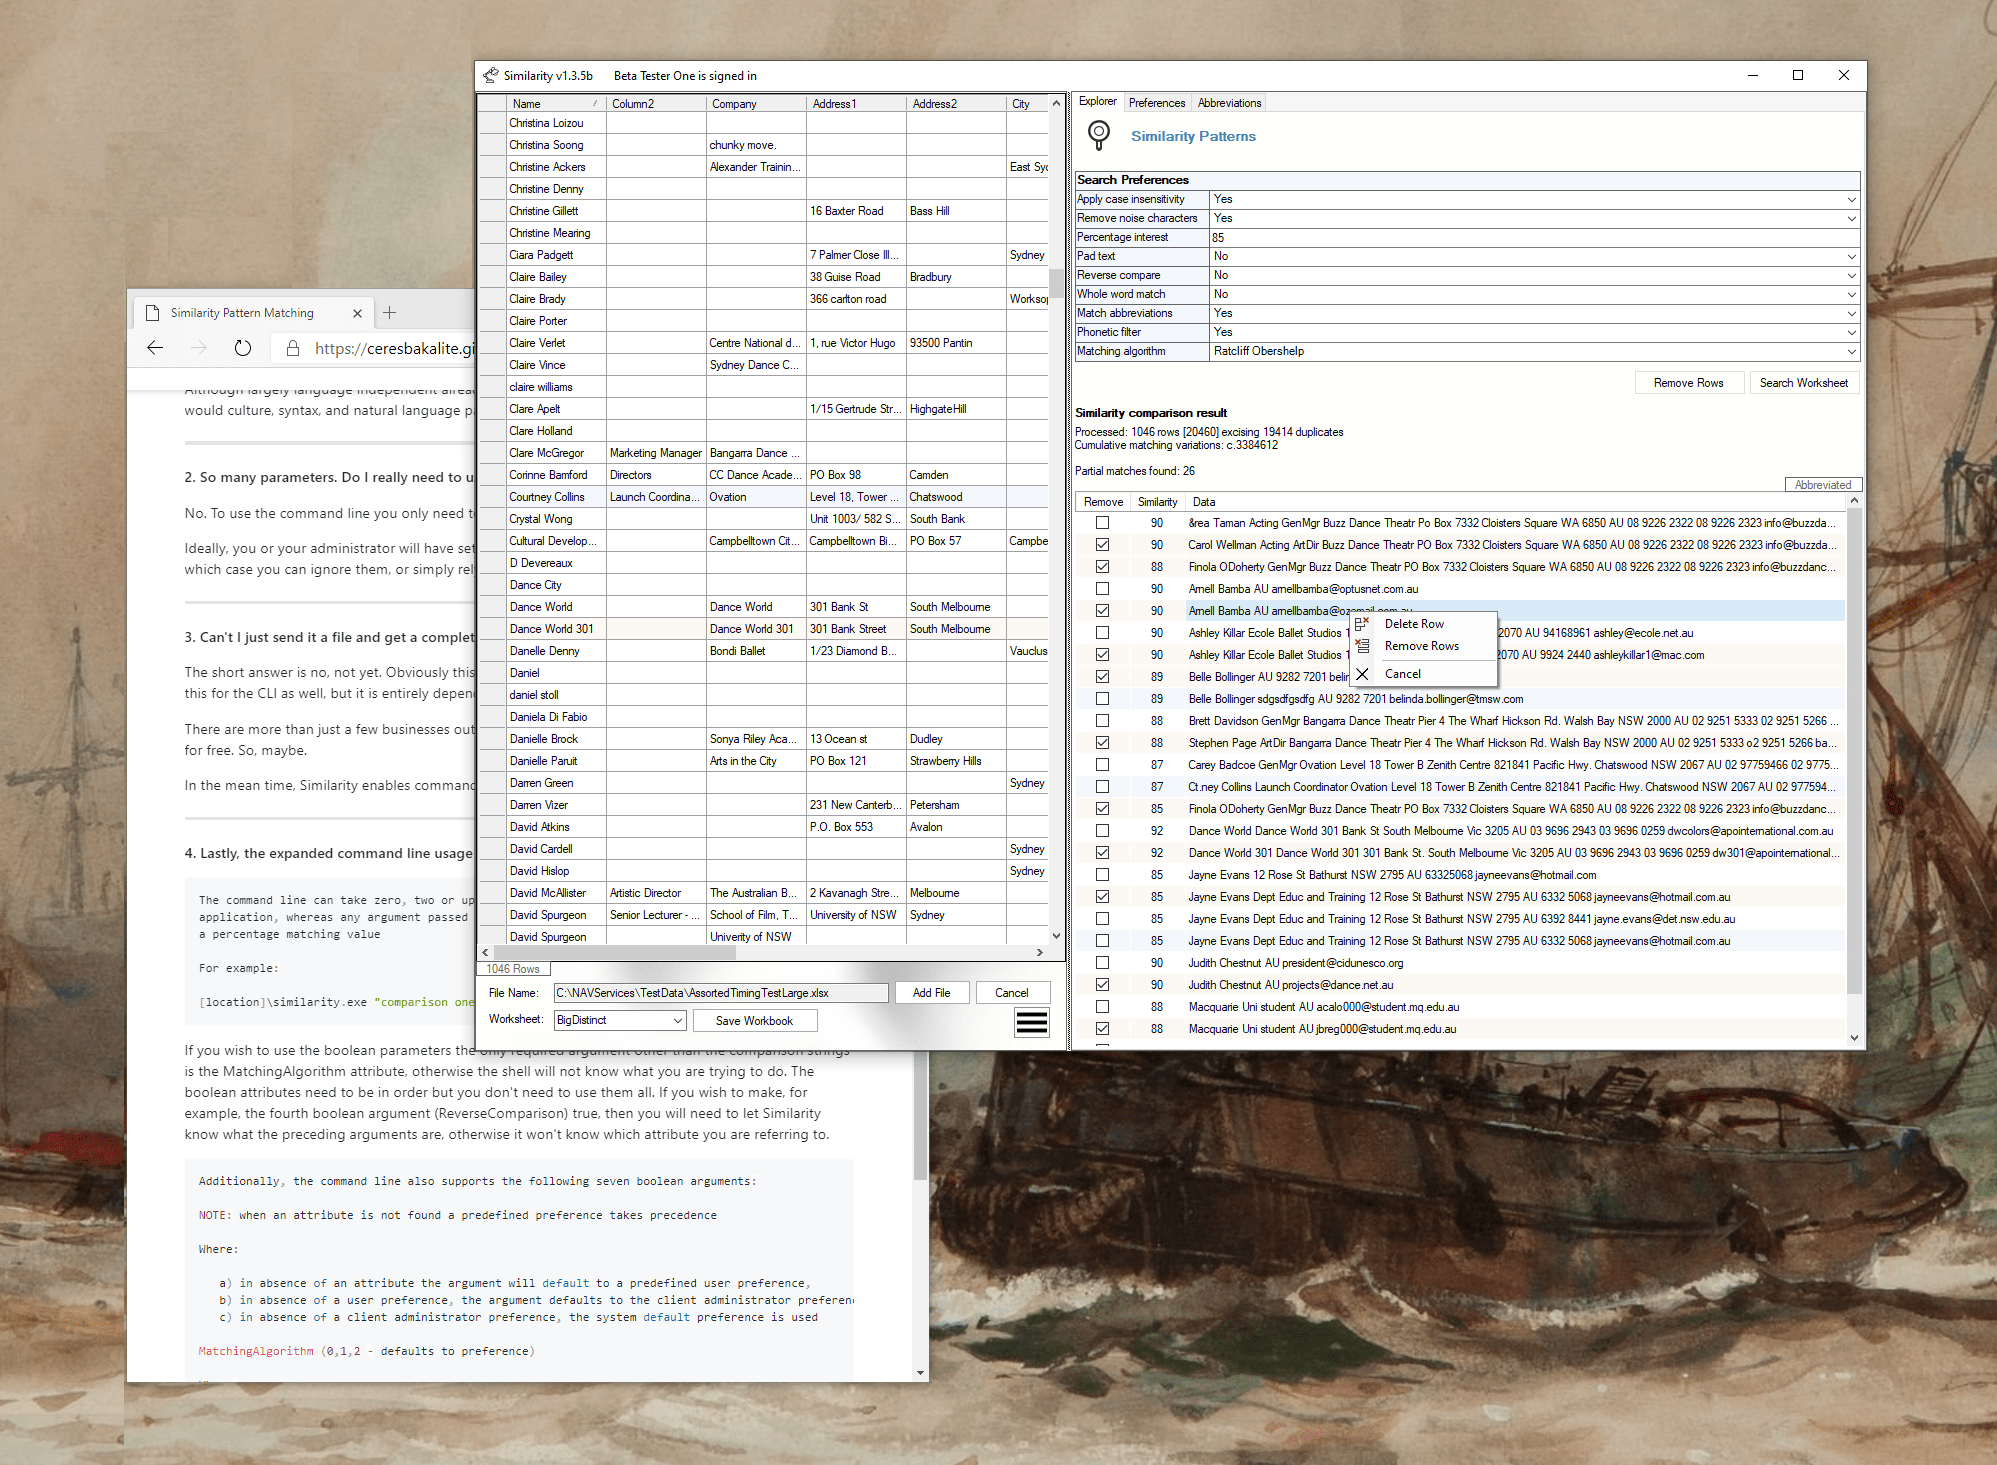 Similarity v1.3.5b Beta Tester One is signed in
Name Column2 Company Address1 Address2 City
Christina Loizou
Christina Soong chunky move.
Christine Ackers Alexander Trainin... East Syd
Christine Denny
Christine Gillett 16 Baxter Road Bass Hill
Christine Mearing
Ciara Padgett 7 Palmer Close Ill... Sydney
Claire Bailey 38 Guise Road Bradbury
Claire Brady 366 carlton road Worksop
Claire Porter
Claire Verlet Centre National d... 1, rue Victor Hugo 93500 Pantin
Claire Vince Sydney Dance C...
claire williams
Clare Apelt 1/15 Gertrude Str... HighgateHill
Clare Holland
Clare McGregor Marketing Manager Bangarra Dance ...
Corinne Bamford Directors CC Dance Acade... PO Box 98 Camden
Courtney Collins Launch Coordina... Ovation Level 18, Tower ... Chatswood
Crystal Wong Unit 1003/ 582 S... South Bank
Cultural Develop... Campbelltown Cit... Campbelltown Bi... PO Box 57 Campbe
D Devereaux
Dance City
Dance World Dance World 301 Bank St South Melbourne
Dance World 301 Dance World 301 301 Bank Street South Melbourne
Danelle Denny Bondi Ballet 1/23 Diamond B... Vauclus
Daniel
daniel stoll
Daniela Di Fabio
Danielle Brock Sonya Riley Aca... 13 Ocean st Dudley
Danielle Paruit Arts in the City PO Box 121 Strawberry Hills
Darren Green Sydney
Darren Vizer 231 New Canterb... Petersham
David Atkins P.O. Box 553 Avalon
David Cardell Sydney
David Hislop Sydney
David McAllister Artistic Director The Australian B... 2 Kavanagh Stre... Melbourne
David Spurgeon Senior Lecturer - ... School of Film, T... University of NSW Sydney
David Spurgeon Univerity of NSW
1046 Rows
File Name: C:\NAVServices\TestData\AssortedTimingTestLarge.xlsx Add File Cancel
Worksheet: BigDistinct Save Workbook
Explorer Preferences Abbreviations
Similarity Patterns
Search Preferences
Apply case insensitivity Yes
Remove noise characters Yes
Percentage interest 85
Pad text No
Reverse compare No
Whole word match No
Match abbreviations Yes
Phonetic filter Yes
Matching algorithm Ratcliff Obershelp
Remove Rows Search Worksheet
Similarity comparison result
Processed: 1046 rows [20460] excising 19414 duplicates
Cumulative matching variations: c.3384612
Partial matches found: 26
Abbreviated
Remove Similarity Data
90 &rea Taman Acting GenMgr Buzz Dance Theatr Po Box 7332 Cloisters Square WA 6850 AU 08 9226 2322 08 9226 2323 info@buzzda...
90 Carol Wellman Acting ArtDir Buzz Dance Theatr PO Box 7332 Cloisters Square WA 6850 AU 08 9226 2322 08 9226 2323 info@buzzda...
88 Finola ODoherty GenMgr Buzz Dance Theatr PO Box 7332 Cloisters Square WA 6850 AU 08 9226 2322 08 9226 2323 info@buzzdanc...
90 Arnell Bamba AU arnellbamba@optusnet.com.au
90 Arnell Bamba AU arnellbamba@ozemail.com.au
90 Ashley Killar Ecole Ballet Studios 1 2070 AU 94168961 ashley@ecole.net.au
90 Ashley Killar Ecole Ballet Studios 1 2070 AU 9924 2440 ashleykillar1@mac.com
89 Belle Bollinger AU 9282 7201 belin
89 Belle Bollinger sdgsdfgsdfg AU 9282 7201 belinda.bollinger@tmsw.com
88 Brett Davidson GenMgr Bangarra Dance Theatr Pier 4 The Wharf Hickson Rd. Walsh Bay NSW 2000 AU 02 9251 5333 02 9251 5266 ...
88 Stephen Page ArtDir Bangarra Dance Theatr Pier 4 The Wharf Hickson Rd. Walsh Bay NSW 2000 AU 02 9251 5333 o2 9251 5266 ba...
87 Carey Badcoe GenMgr Ovation Level 18 Tower B Zenith Centre 821841 Pacific Hwy. Chatswood NSW 2067 AU 02 97759466 02 9775...
87 Ct.ney Collins Launch Coordinator Ovation Level 18 Tower B Zenith Centre 821841 Pacific Hwy. Chatswood NSW 2067 AU 02 977594...
85 Finola ODoherty GenMgr Buzz Dance Theatr PO Box 7332 Cloisters Square WA 6850 AU 08 9226 2322 08 9226 2323 info@buzzdanc...
92 Dance World Dance World 301 Bank St South Melbourne Vic 3205 AU 03 9696 2943 03 9696 0259 dwcolors@apointernational.com.au
92 Dance World 301 Dance World 301 301 Bank St. South Melbourne Vic 3205 AU 03 9696 2943 03 9696 0259 dw301@apointernational...
85 Jayne Evans 12 Rose St Bathurst NSW 2795 AU 63325068 jayneevans@hotmail.com
85 Jayne Evans Dept Educ and Training 12 Rose St Bathurst NSW 2795 AU 6332 5068 jayneevans@hotmail.com.au
85 Jayne Evans Dept Educ and Training 12 Rose St Bathurst NSW 2795 AU 6392 8441 jayne.evans@det.nsw.edu.au
85 Jayne Evans Dept Educ and Training 12 Rose St Bathurst NSW 2795 AU 6332 5068 jayneevans@hotmail.com.au
90 Judith Chestnut AU president@cidunesco.org
90 Judith Chestnut AU projects@dance.net.au
88 Macquarie Uni student AU acalo000@student.mq.edu.au
88 Macquarie Uni student AU jbreg000@student.mq.edu.au
Delete Row
Remove Rows
Cancel
Similarity Pattern Matching
https://ceresbakalite.gi
Although largely language independent alrea
would culture, syntax, and natural language p
2. So many parameters. Do I really need to u
No. To use the command line you only need t
Ideally, you or your administrator will have set
which case you can ignore them, or simply rel
3. Can't I just send it a file and get a complet
The short answer is no, not yet. Obviously this
this for the CLI as well, but it is entirely depen
There are more than just a few businesses out
for free. So, maybe.
In the mean time, Similarity enables command
4. Lastly, the expanded command line usage
The command line can take zero, two or up
application, whereas any argument passed
a percentage matching value
For example:
[location]\similarity.exe "comparison one
If you wish to use the boolean parameters the only required argument other than the comparison strings
is the MatchingAlgorithm attribute, otherwise the shell will not know what you are trying to do. The
boolean attributes need to be in order but you don't need to use them all. If you wish to make, for
example, the fourth boolean argument (ReverseComparison) true, then you will need to let Similarity
know what the preceding arguments are, otherwise it won't know which attribute you are referring to.
Additionally, the command line also supports the following seven boolean arguments:
NOTE: when an attribute is not found a predefined preference takes precedence
Where:
a) in absence of an attribute the argument will default to a predefined user preference,
b) in absence of a user preference, the argument defaults to the client administrator preferen
c) in absence of a client administrator preference, the system default preference is used
MatchingAlgorithm (0,1,2 - defaults to preference)